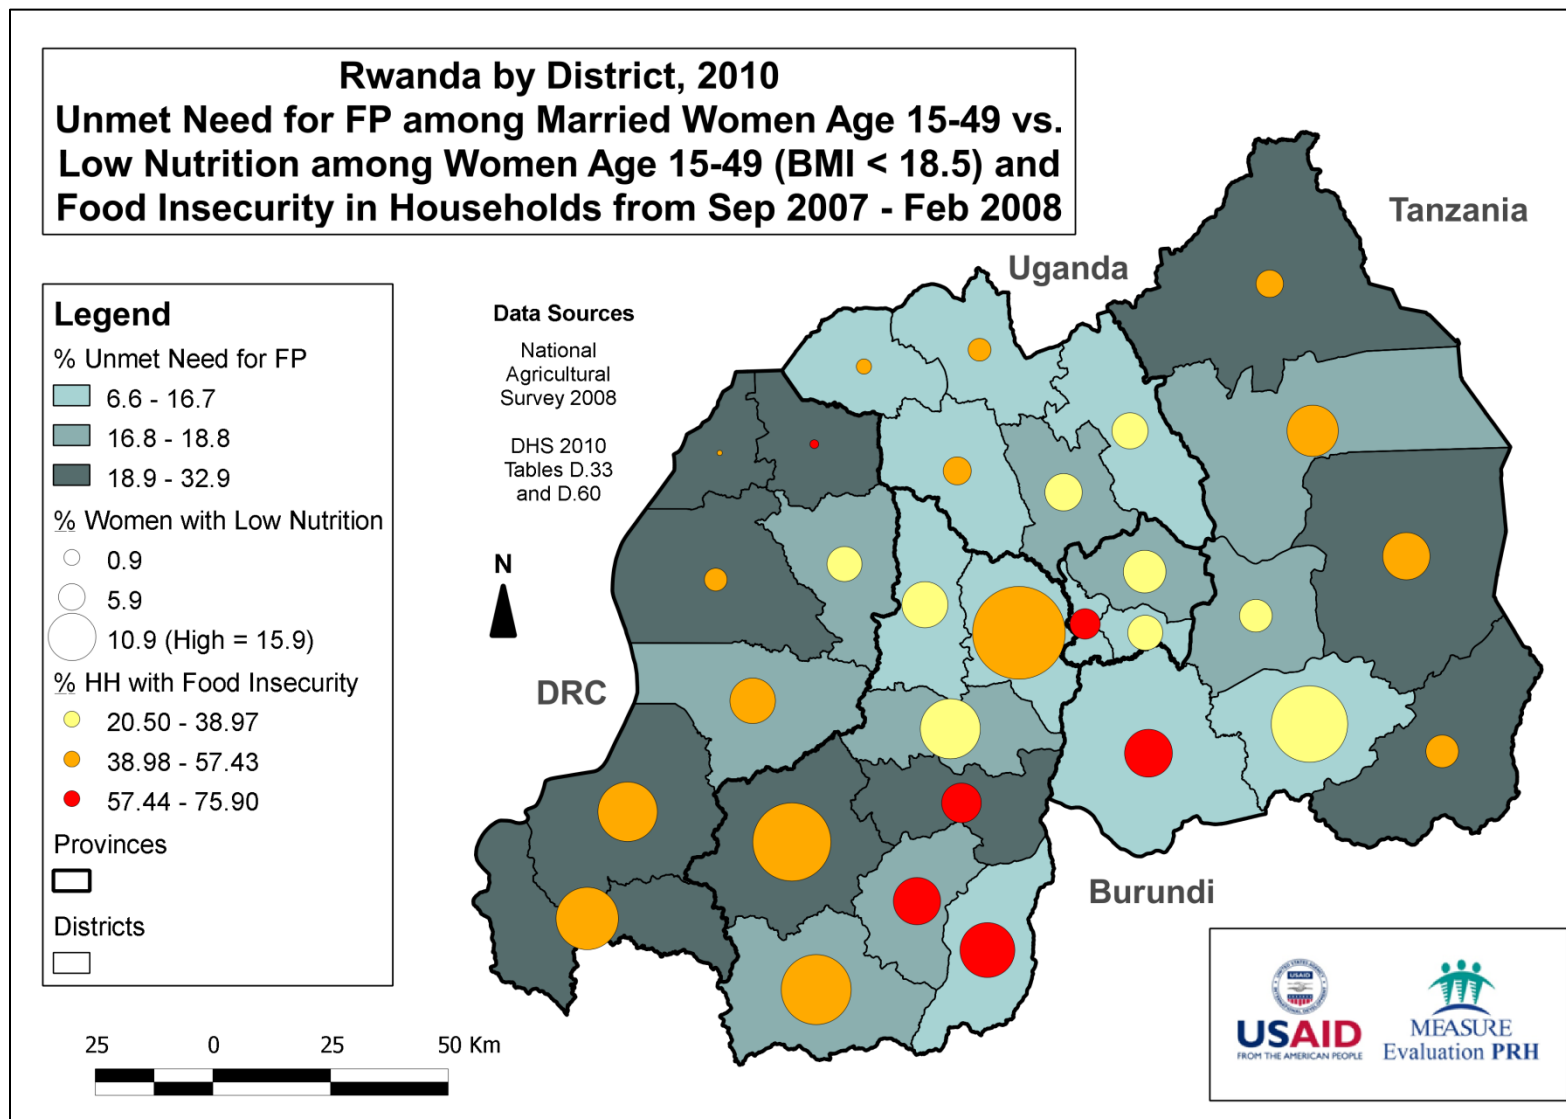 Rwanda by District, 2010
Unmet Need for FP among Married Women Age 15-49 vs.
Low Nutrition among Women Age 15-49 (BMI < 18.5) and
Food Insecurity in Households from Sep 2007 - Feb 2008
Tanzania
Uganda
Legend
% Unmet Need for FP
6.6 - 16.7
16.8 - 18.8
18.9 - 32.9
% Women with Low Nutrition
0.9
5.9
10.9 (High = 15.9)
% HH with Food Insecurity
20.50 - 38.97
38.98 - 57.43
57.44 - 75.90
Provinces
Districts
Data Sources
National
Agricultural
Survey 2008
DHS 2010
Tables D.33
and D.60
N
DRC
Burundi
25 0 25 50 Km
USAID
USAID
FROM THE AMERICAN PEOPLE
MEASURE
Evaluation PRH